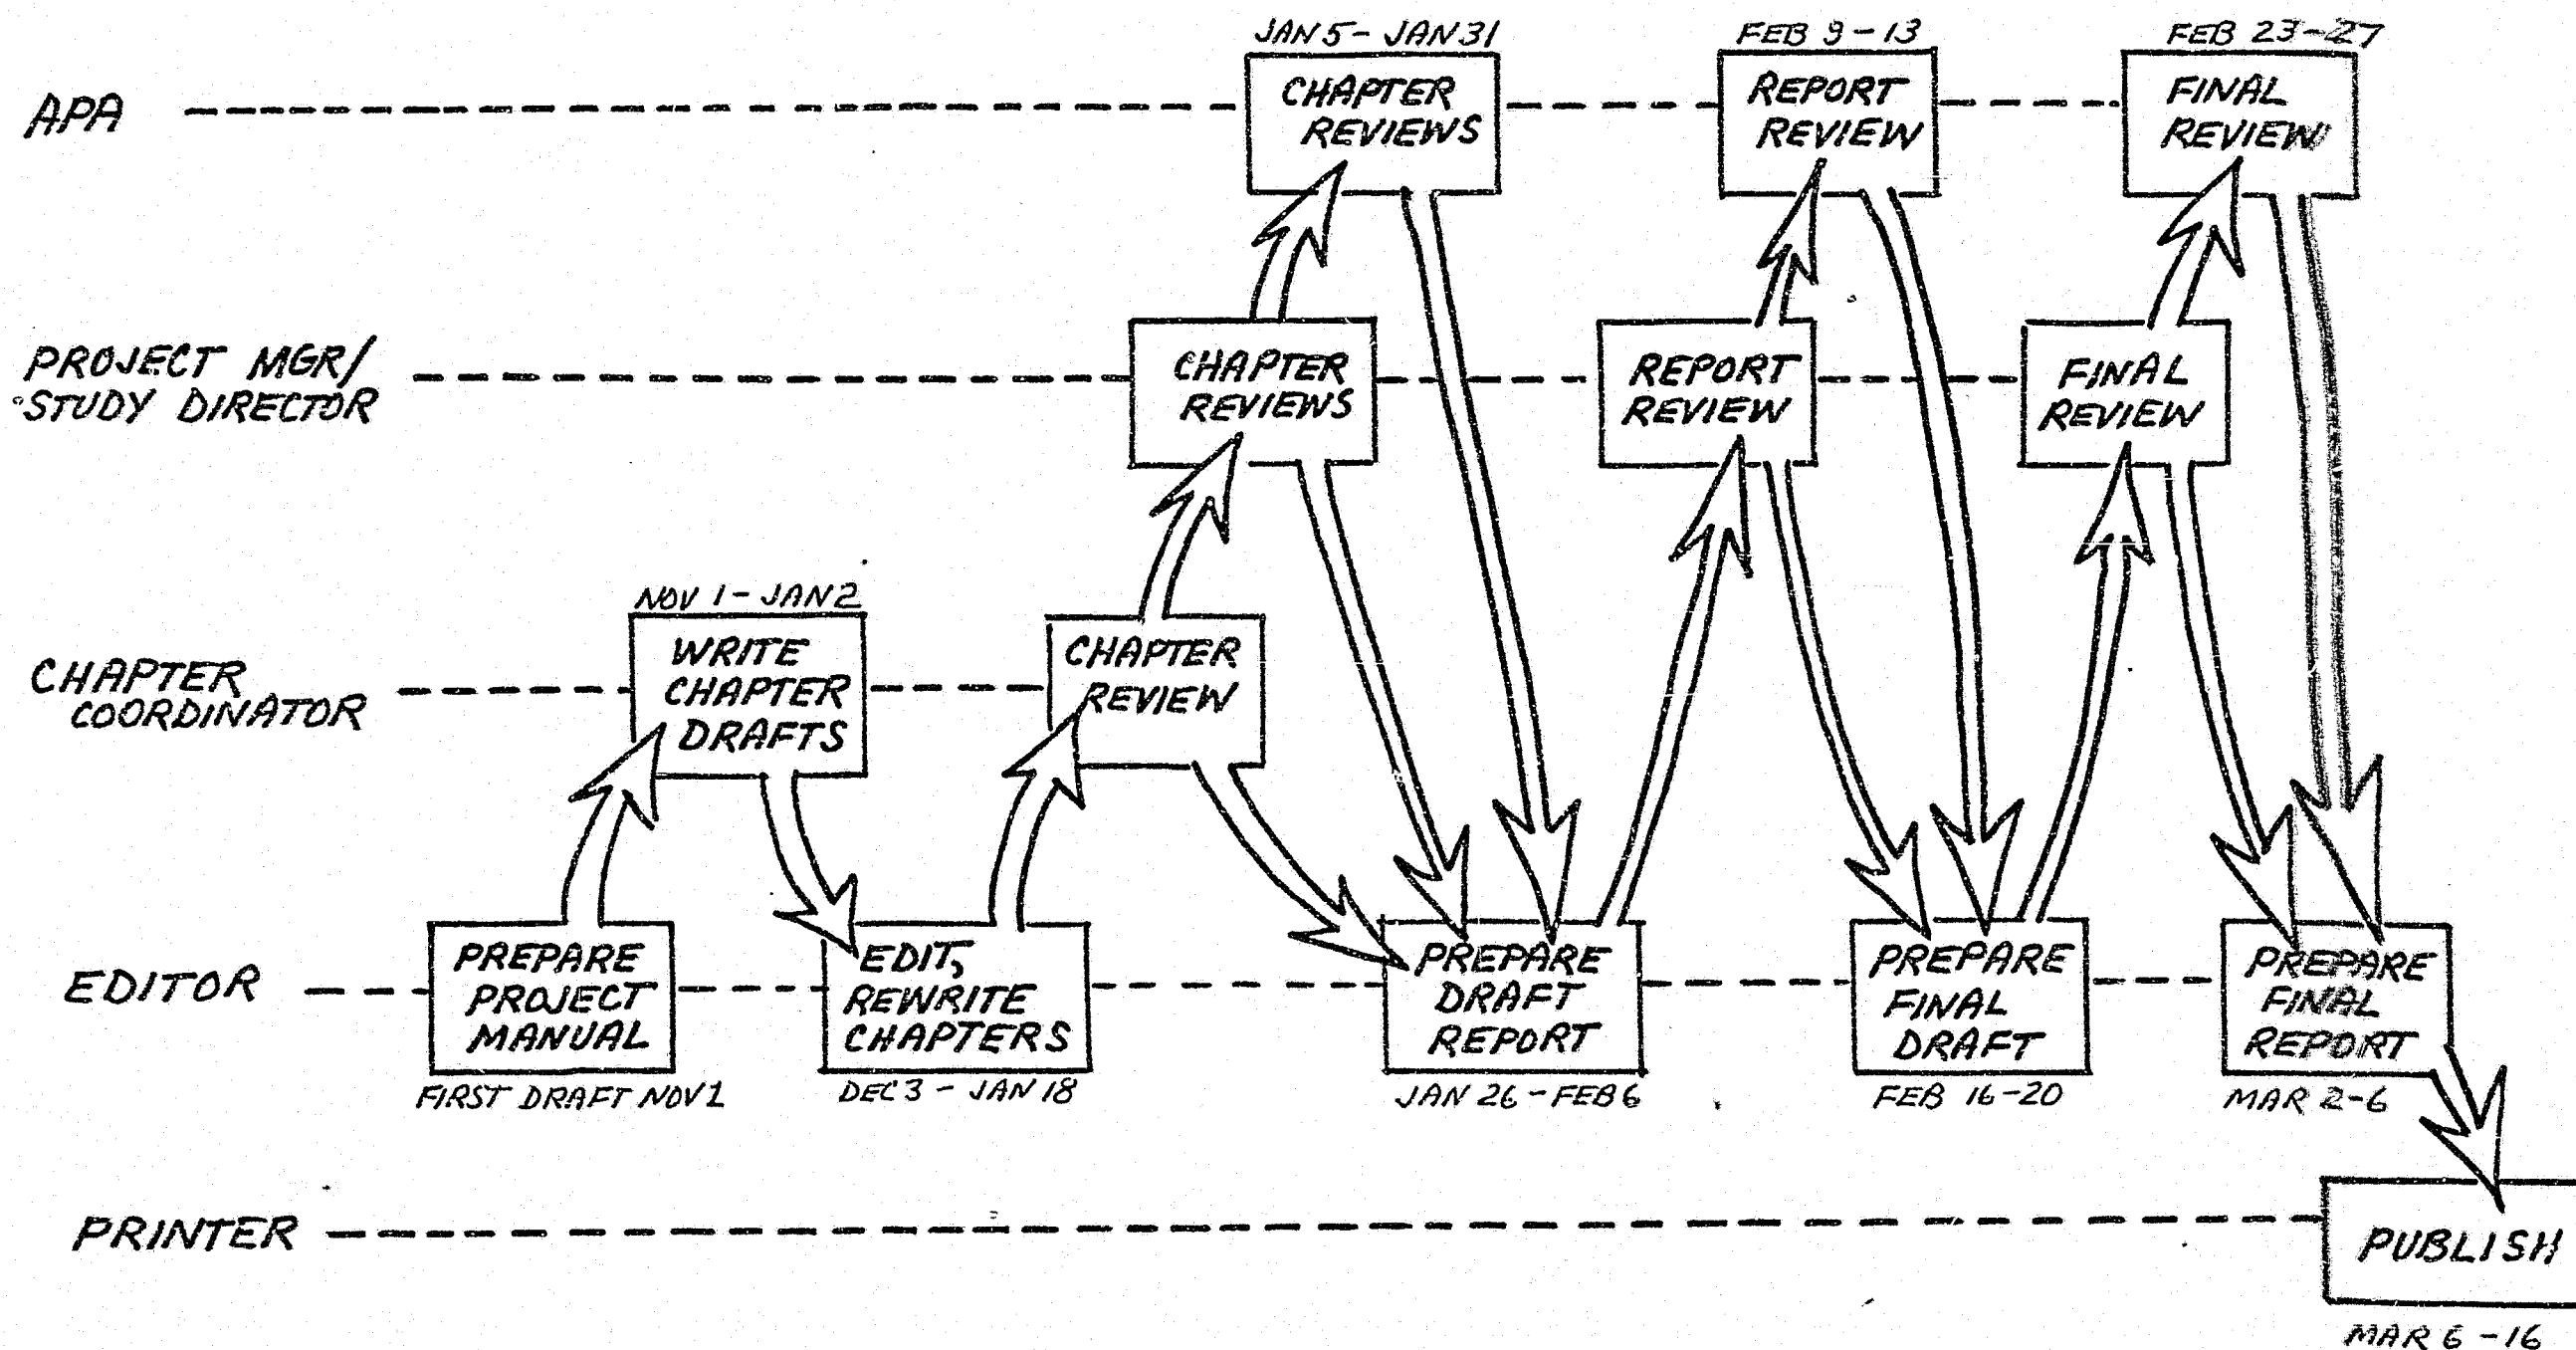 JAN 5 - JAN 31
FEB 9 - 13
FEB 23 - 27
APA
CHAPTER
REVIEWS
REPORT
REVIEW
FINAL
REVIEW
PROJECT MGR/
STUDY DIRECTOR
CHAPTER
REVIEWS
REPORT
REVIEW
FINAL
REVIEW
NOV 1 - JAN 2
CHAPTER
COORDINATOR
WRITE
CHAPTER
DRAFTS
CHAPTER
REVIEW
EDITOR
PREPARE
PROJECT
MANUAL
EDIT,
REWRITE
CHAPTERS
PREPARE
DRAFT
REPORT
PREPARE
FINAL
DRAFT
PREPARE
FINAL
REPORT
FIRST DRAFT NOV 1
DEC 3 - JAN 18
JAN 26 - FEB 6
FEB 16 - 20
MAR 2 - 6
PRINTER
PUBLISH
MAR 6 - 16